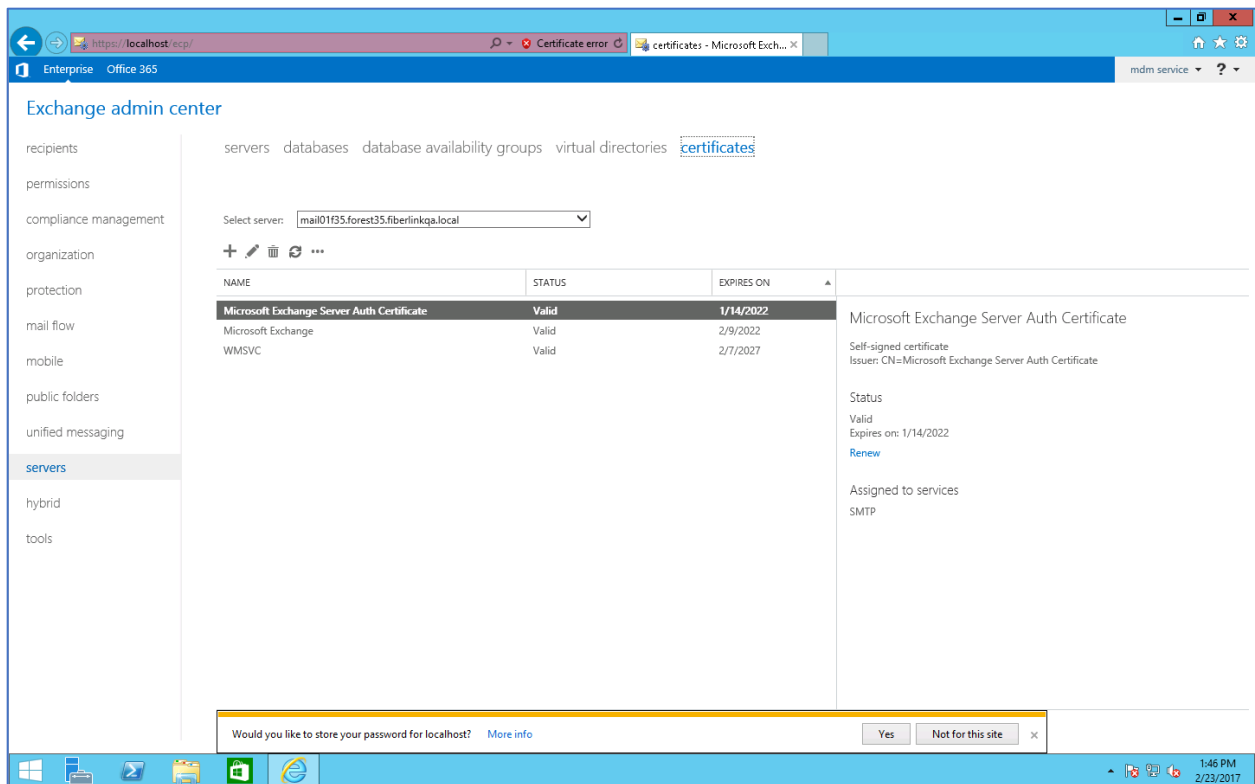 https://localhost/ecp/
Certificate error
certificates - Microsoft Exch...
Enterprise Office 365
mdm service ?
Exchange admin center
recipients
permissions
compliance management
organization
protection
mail flow
mobile
public folders
unified messaging
servers
hybrid
tools
servers databases database availability groups virtual directories certificates
Select server: mail01f35.forest35.fiberlinkqa.local
NAME STATUS EXPIRES ON
Microsoft Exchange Server Auth Certificate Valid 1/14/2022
Microsoft Exchange Valid 2/9/2022
WMSVC Valid 2/7/2027
Microsoft Exchange Server Auth Certificate
Self-signed certificate
Issuer: CN=Microsoft Exchange Server Auth Certificate
Status
Valid
Expires on: 1/14/2022
Renew
Assigned to services
SMTP
Would you like to store your password for localhost? More info Yes Not for this site
1:46 PM
2/23/2017